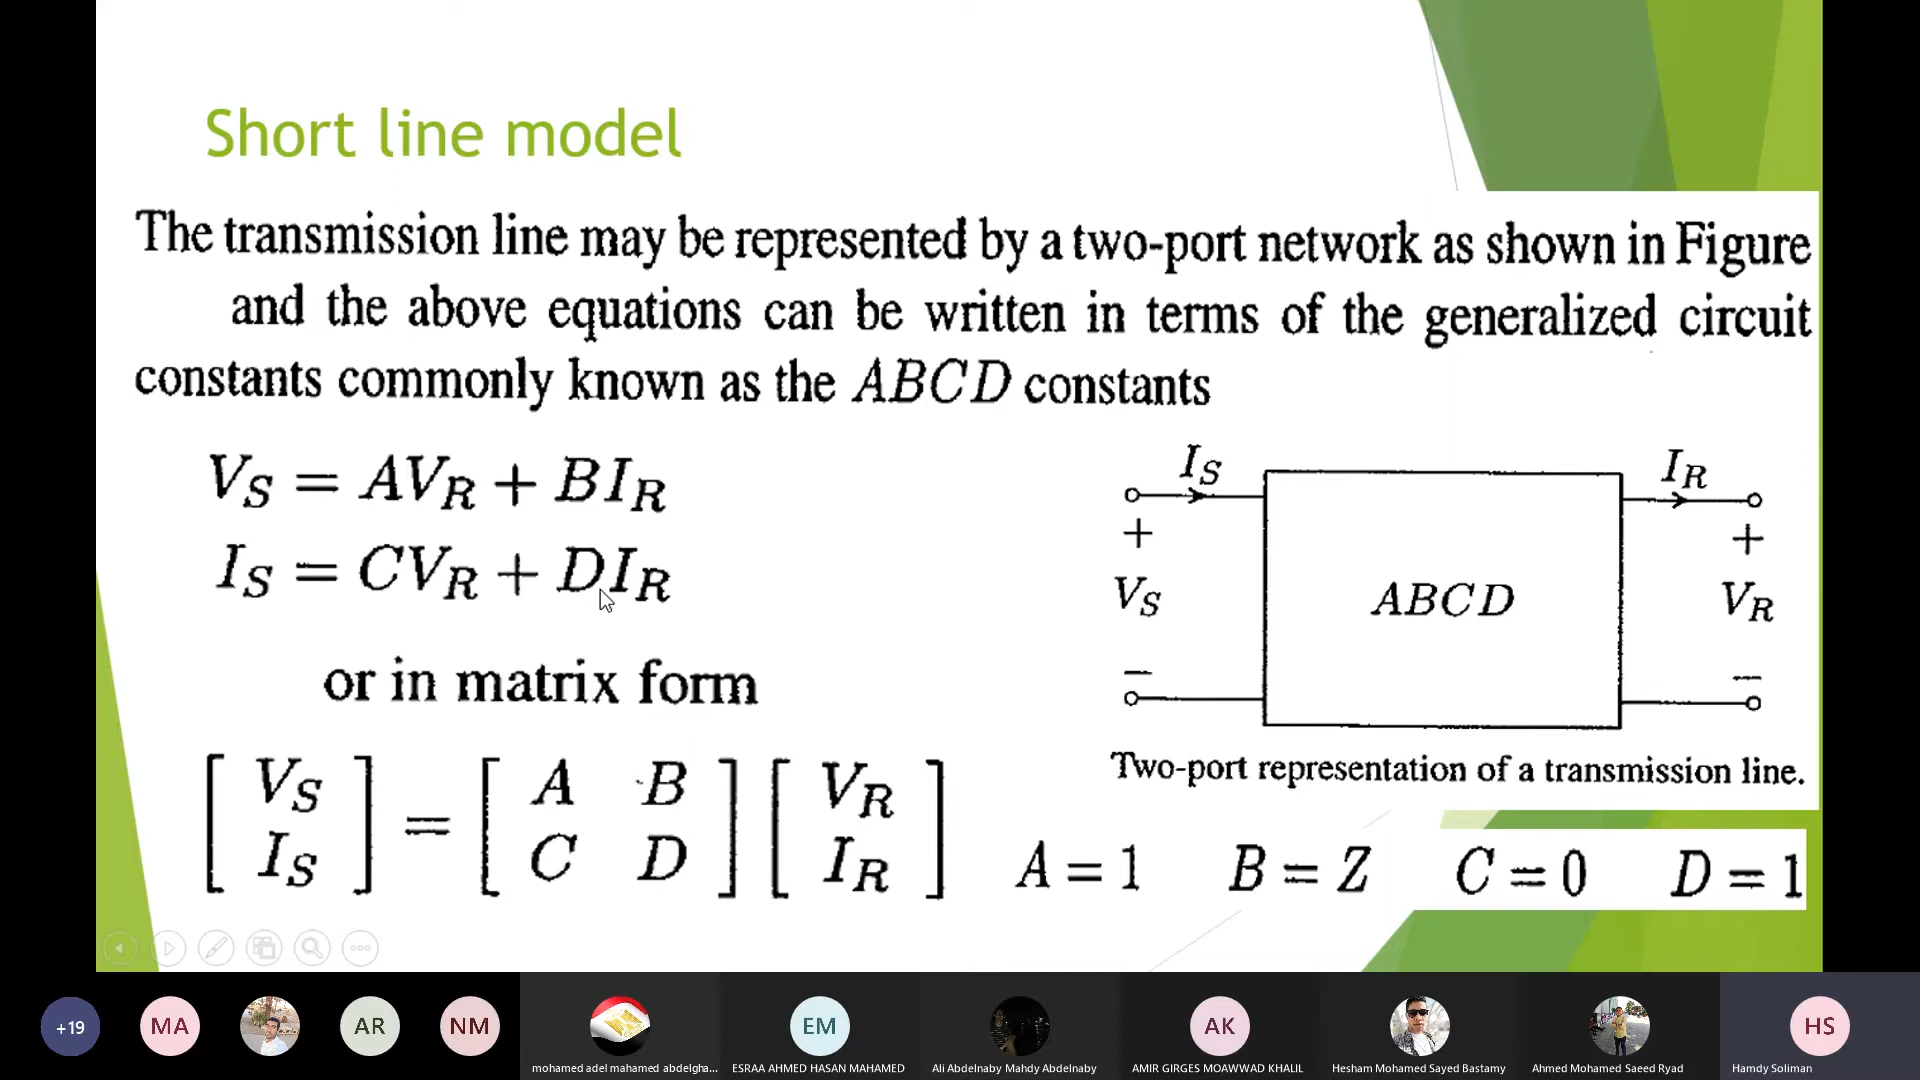 Short line model
The transmission line may be represented by a two-port network as shown in Figure
and the above equations can be written in terms of the generalized circuit
constants commonly known as the ABCD constants
V_S = AV_R + BI_R
I_S = CV_R + DI_R
or in matrix form
[ V_S ] = [ A B ] [ V_R ]
[ I_S ] [ C D ] [ I_R ]
I_S I_R
+ +
V_S ABCD V_R
− −
Two-port representation of a transmission line.
A = 1 B = Z C = 0 D = 1
+19 MA AR NM EM AK HS
mohamed adel mahamed abdelgha... ESRAA AHMED HASAN MAHAMED Ali Abdelnaby Mahdy Abdelnaby AMIR GIRGES MOAWWAD KHALIL Hesham Mohamed Sayed Bastamy Ahmed Mohamed Saeed Ryad Hamdy Soliman